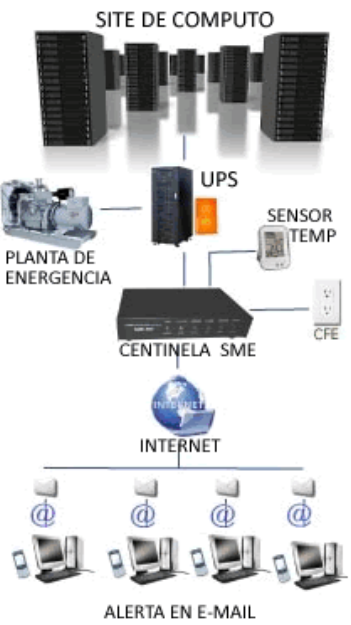 SITE DE COMPUTO
UPS
SENSOR
TEMP
PLANTA DE
ENERGENCIA
CFE
CENTINELA SME
INTERNET
INTERNET
@ @ @ @
ALERTA EN E-MAIL